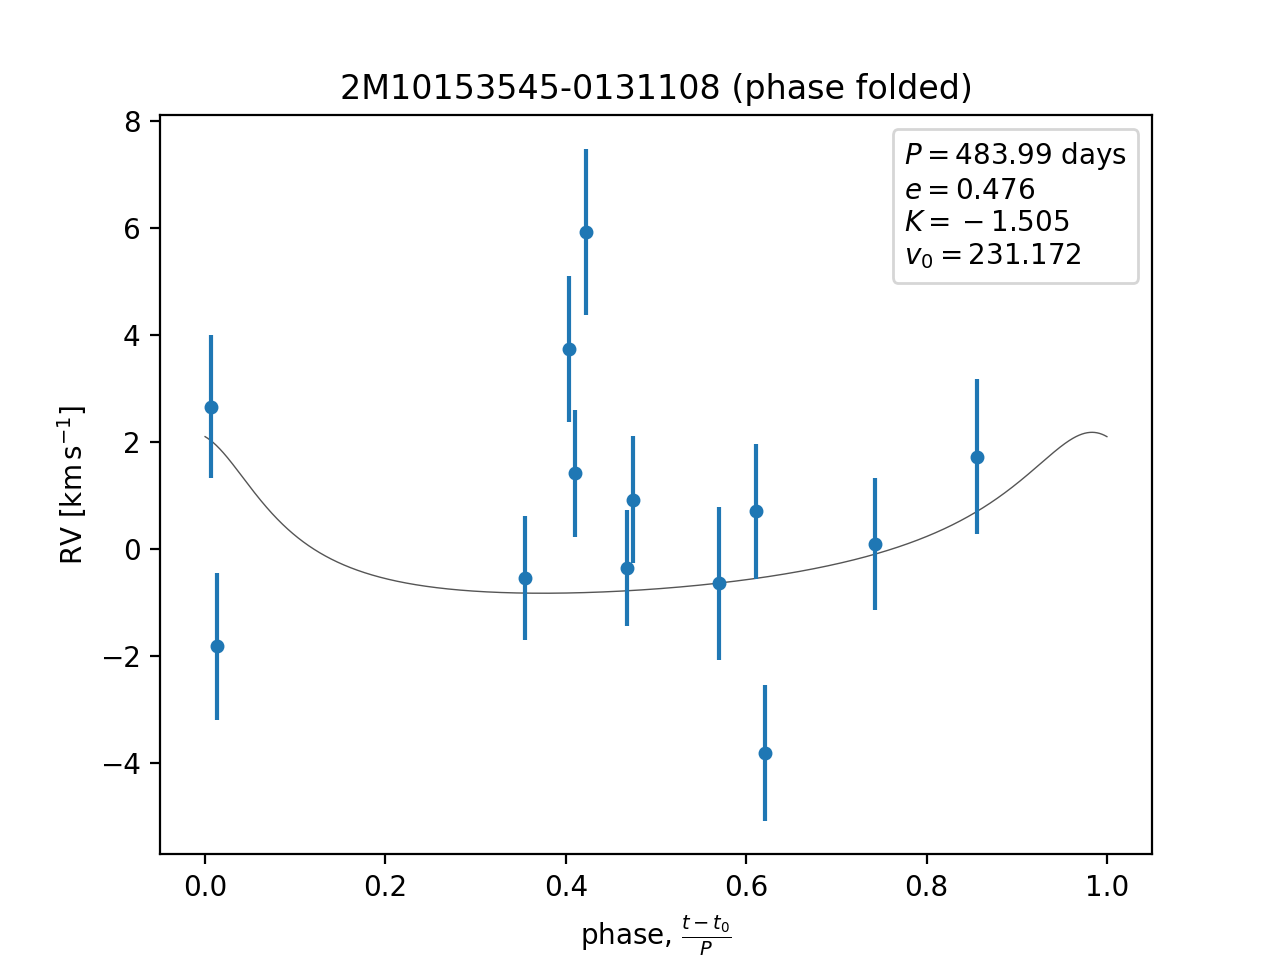 2M10153545-0131108 (phase folded)
P = 483.99 days
e = 0.476
K = −1.505
v₀ = 231.172
8
6
4
2
0
−2
−4
RV [km s⁻¹]
0.0 0.2 0.4 0.6 0.8 1.0
phase, (t − t₀)/P